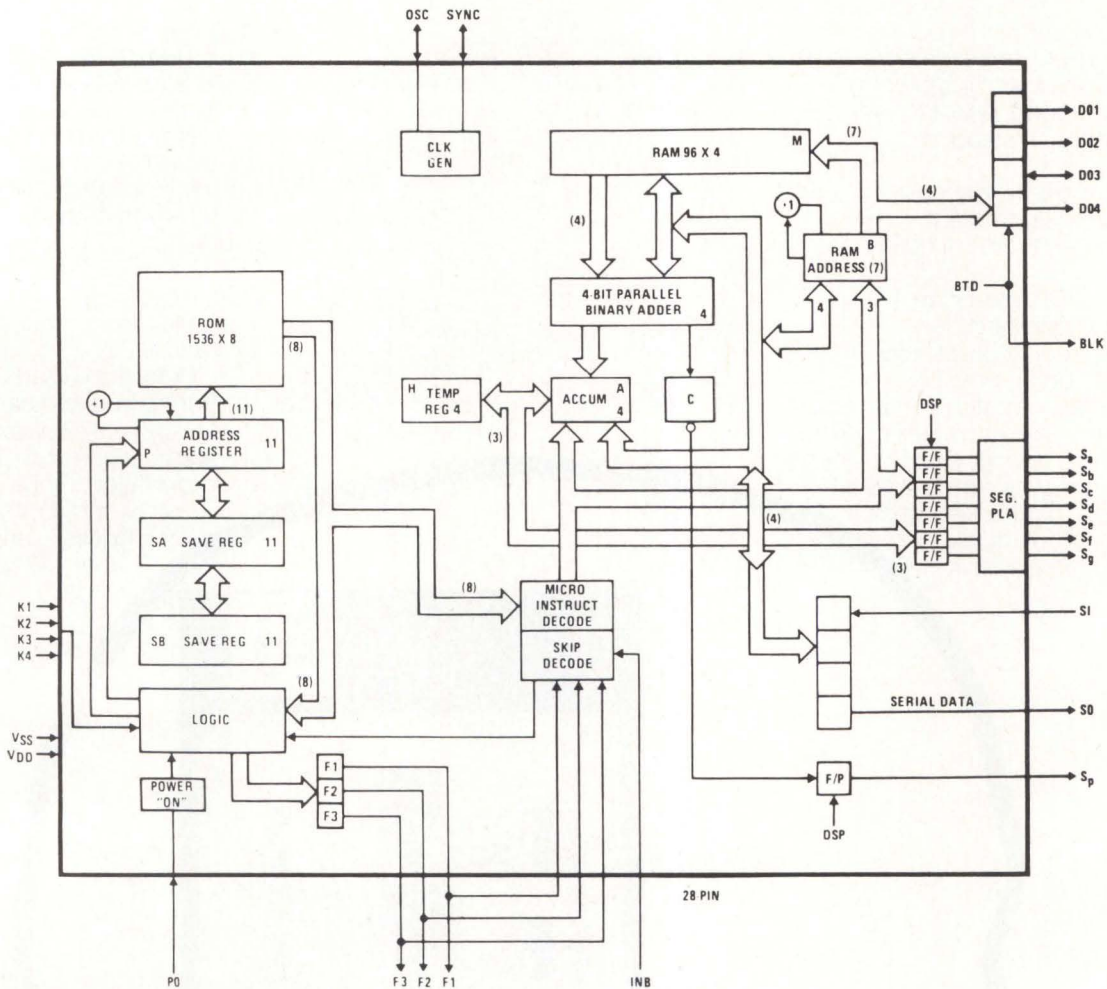 OSC SYNC
CLK
GEN
RAM 96 X 4
M
(7)
(4)
(4)
+1
B
RAM
ADDRESS (7)
4
3
D01
D02
D03
D04
BTD
BLK
ROM
1536 X 8
(8)
(11)
+1
P
ADDRESS
REGISTER
11
SA SAVE REG 11
SB SAVE REG 11
4-BIT PARALLEL
BINARY ADDER
4
H TEMP
REG 4
(3)
ACCUM
A
4
C
DSP
F/F
F/F
F/F
F/F
F/F
F/F
F/F
(3)
SEG.
PLA
Sa
Sb
Sc
Sd
Se
Sf
Sg
(4)
(8)
MICRO
INSTRUCT
DECODE
SKIP
DECODE
K1
K2
K3
K4
(8)
LOGIC
VSS
VDD
POWER
"ON"
F1
F2
F3
SI
SERIAL DATA
SO
F/P
Sp
DSP
28 PIN
PO
F3 F2 F1
INB